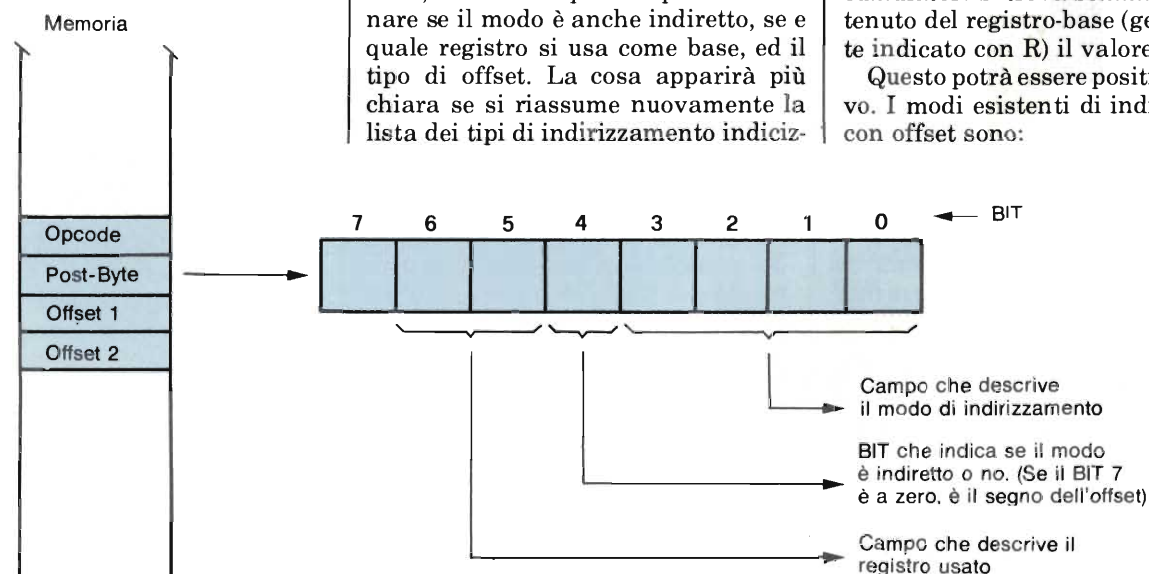 nare se il modo è anche indiretto, se e
quale registro si usa come base, ed il
tipo di offset. La cosa apparirà più
chiara se si riassume nuovamente la
lista dei tipi di indirizzamento indiciz-
tenuto del registro-base (ge
te indicato con R) il valore
Questo potrà essere positi
vo. I modi esistenti di indi
con offset sono:
Memoria
Opcode
Post-Byte
Offset 1
Offset 2
7 6 5 4 3 2 1 0 BIT
Campo che descrive
il modo di indirizzamento
BIT che indica se il modo
è indiretto o no. (Se il BIT 7
è a zero, è il segno dell'offset)
Campo che descrive il
registro usato